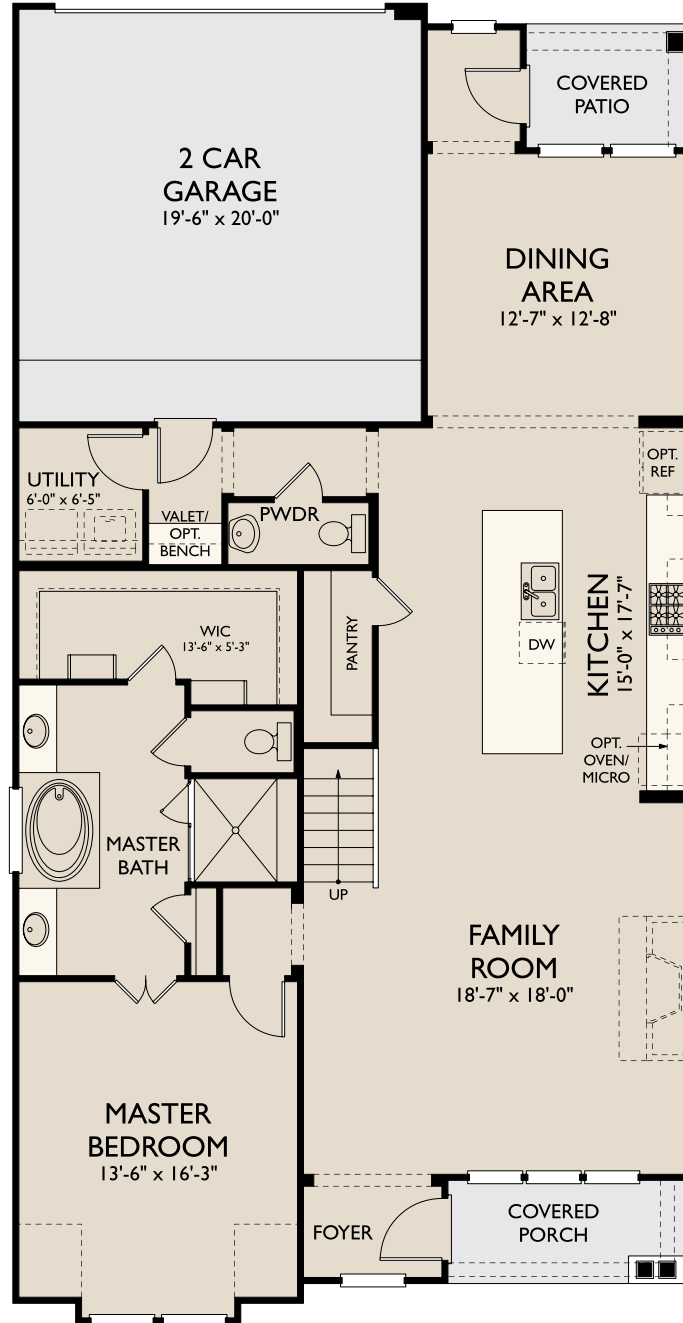 COVERED
PATIO
2 CAR
GARAGE
19'-6" x 20'-0"
DINING
AREA
12'-7" x 12'-8"
OPT.
REF
UTILITY
6'-0" x 6'-5"
VALET/
OPT.
BENCH
PWDR
WIC
13'-6" x 5'-3"
PANTRY
DW
KITCHEN
15'-0" x 17'-7"
OPT.
OVEN/
MICRO
MASTER
BATH
UP
FAMILY
ROOM
18'-7" x 18'-0"
MASTER
BEDROOM
13'-6" x 16'-3"
FOYER
COVERED
PORCH